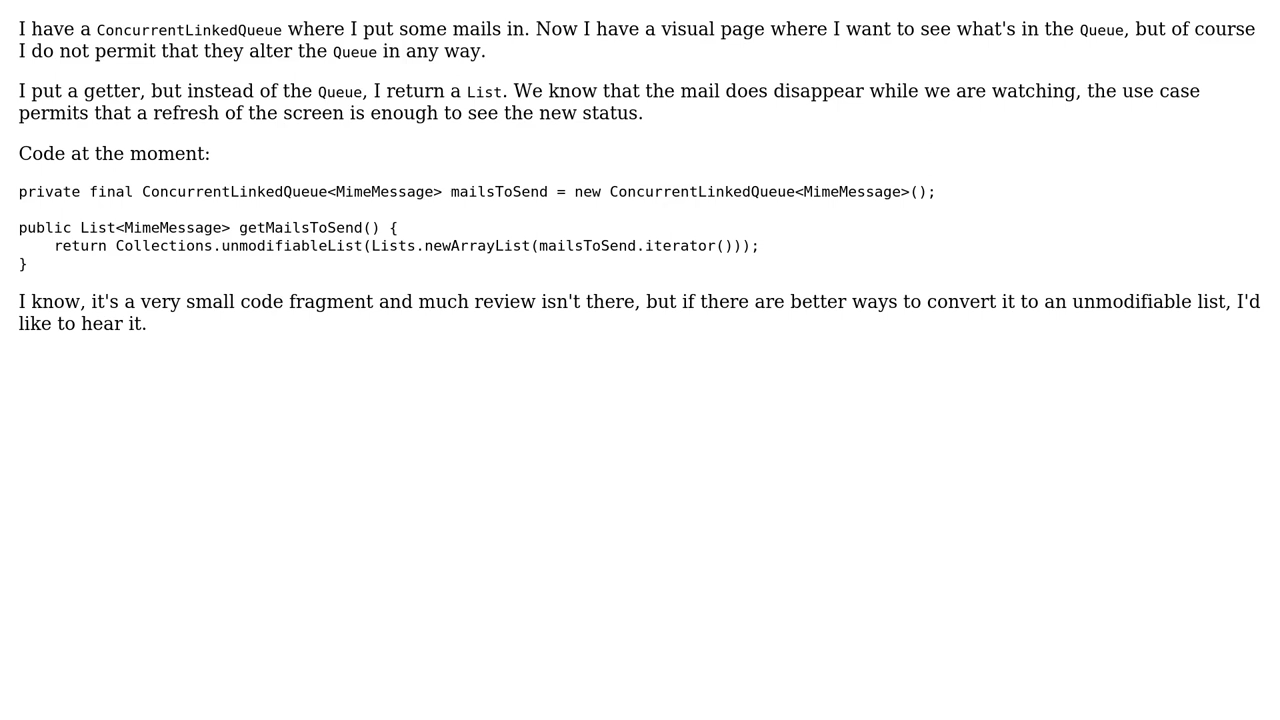 I have a ConcurrentLinkedQueue where I put some mails in. Now I have a visual page where I want to see what's in the Queue, but of course
I do not permit that they alter the Queue in any way.
I put a getter, but instead of the Queue, I return a List. We know that the mail does disappear while we are watching, the use case
permits that a refresh of the screen is enough to see the new status.
Code at the moment:
private final ConcurrentLinkedQueue<MimeMessage> mailsToSend = new ConcurrentLinkedQueue<MimeMessage>();
public List<MimeMessage> getMailsToSend() {
    return Collections.unmodifiableList(Lists.newArrayList(mailsToSend.iterator()));
}
I know, it's a very small code fragment and much review isn't there, but if there are better ways to convert it to an unmodifiable list, I'd
like to hear it.